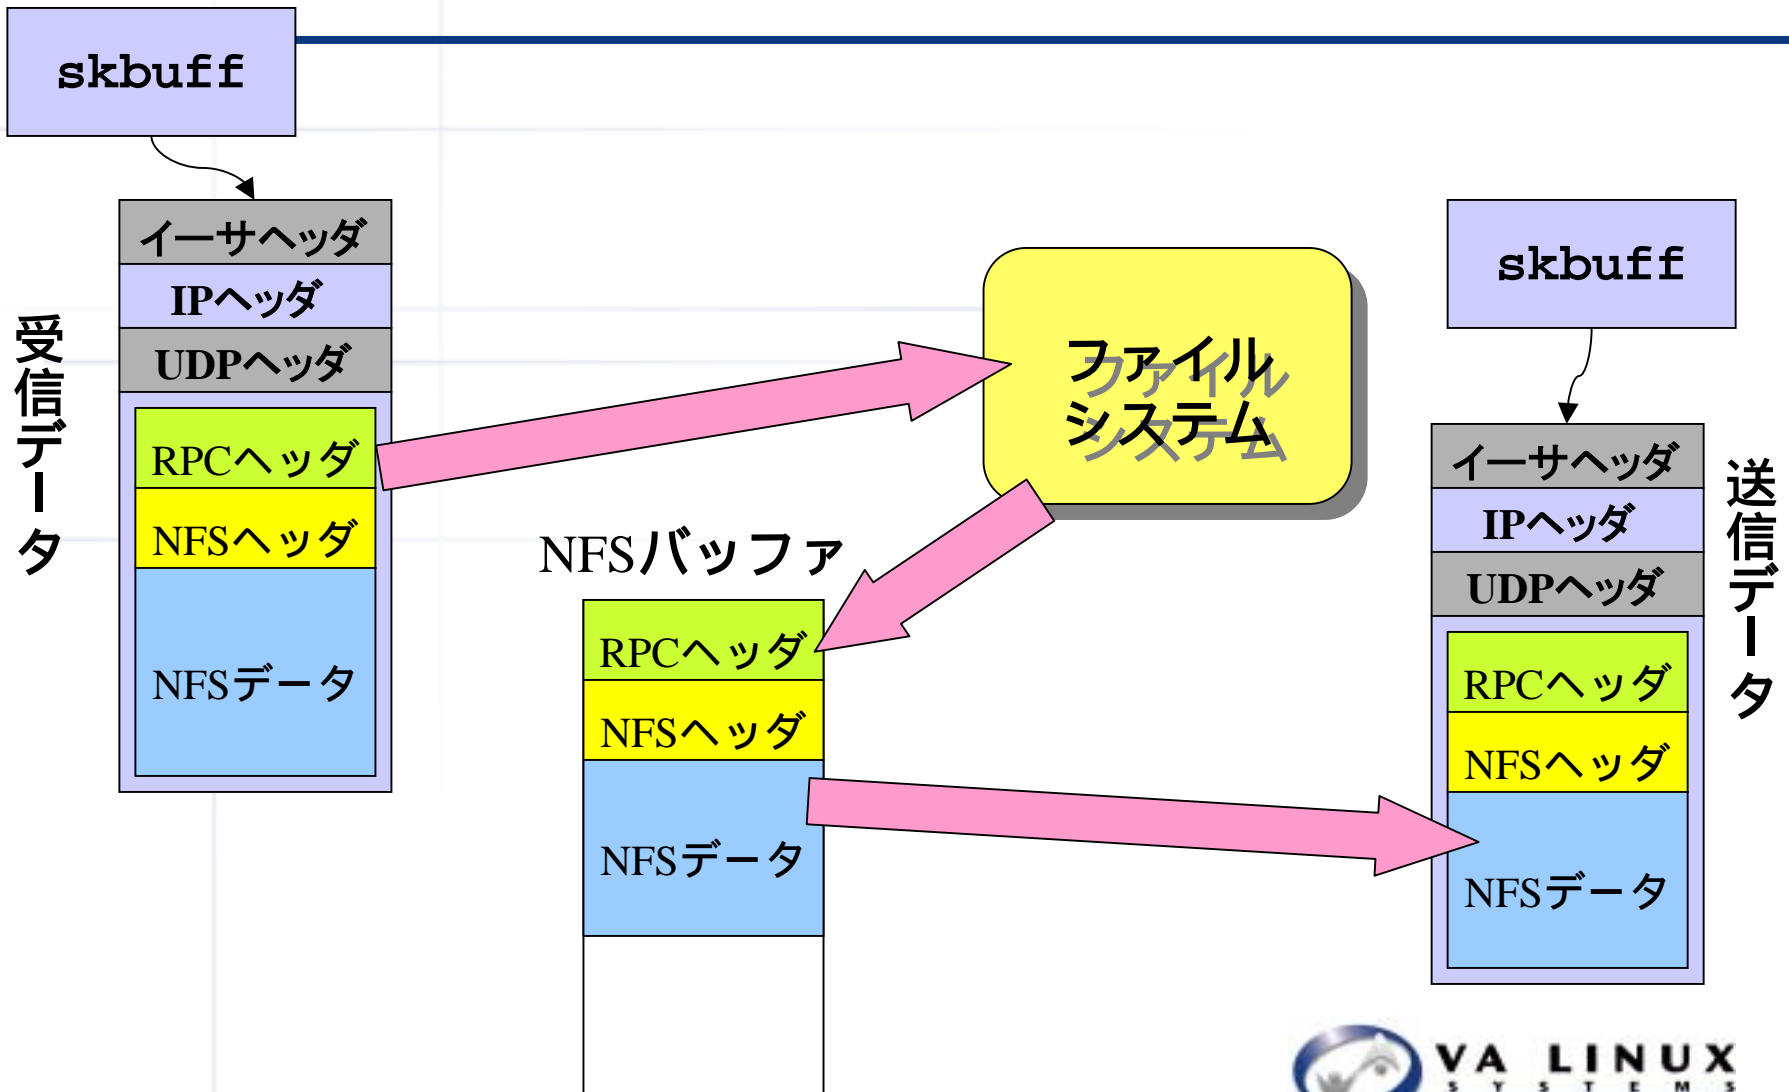 skbuff
イーサヘッダ
IPヘッダ
UDPヘッダ
RPCヘッダ
NFSヘッダ
NFSデータ
受信データ
ファイル
システム
NFSバッファ
RPCヘッダ
NFSヘッダ
NFSデータ
skbuff
イーサヘッダ
IPヘッダ
UDPヘッダ
RPCヘッダ
NFSヘッダ
NFSデータ
送信データ
VA LINUX
SYSTEMS